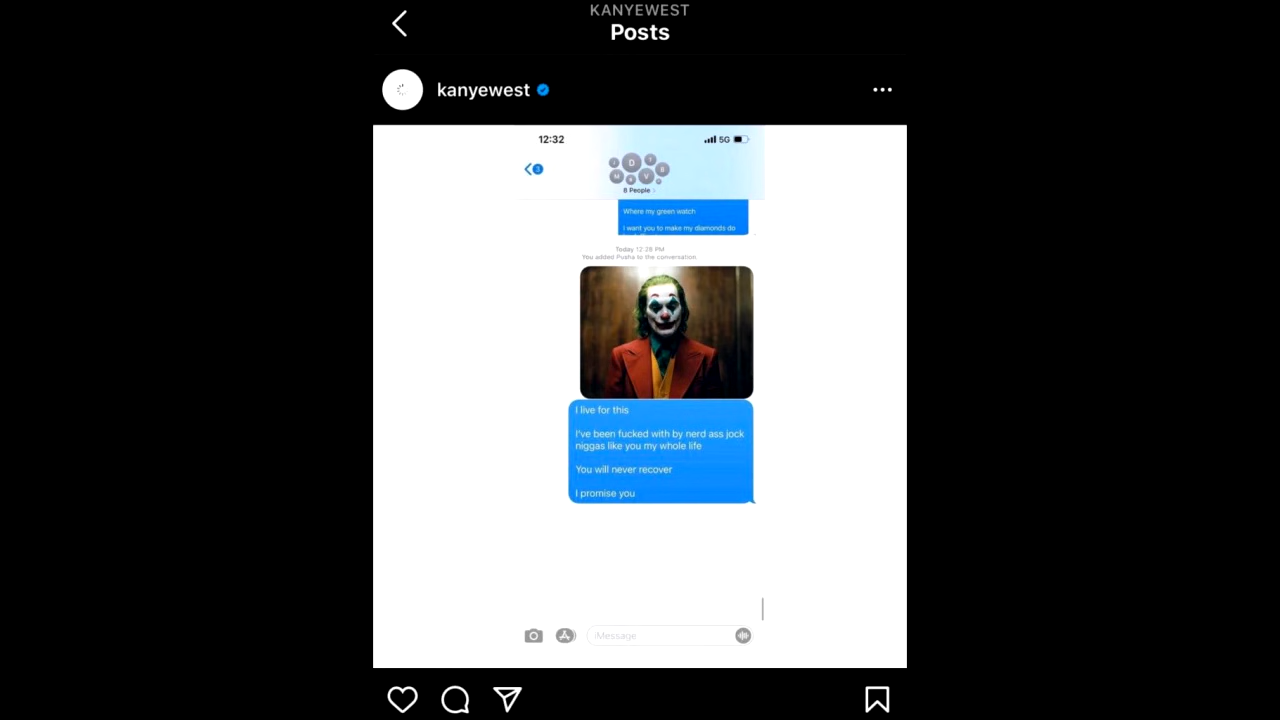 KANYEWEST
Posts
kanyewest
12:32
5G
3
D
T
J
B
M
V
8 People
Where my green watch
I want you to make my diamonds do
Today 12:28 PM
You added Pusha to the conversation.
I live for this
I've been fucked with by nerd ass jock
niggas like you my whole life
You will never recover
I promise you
iMessage